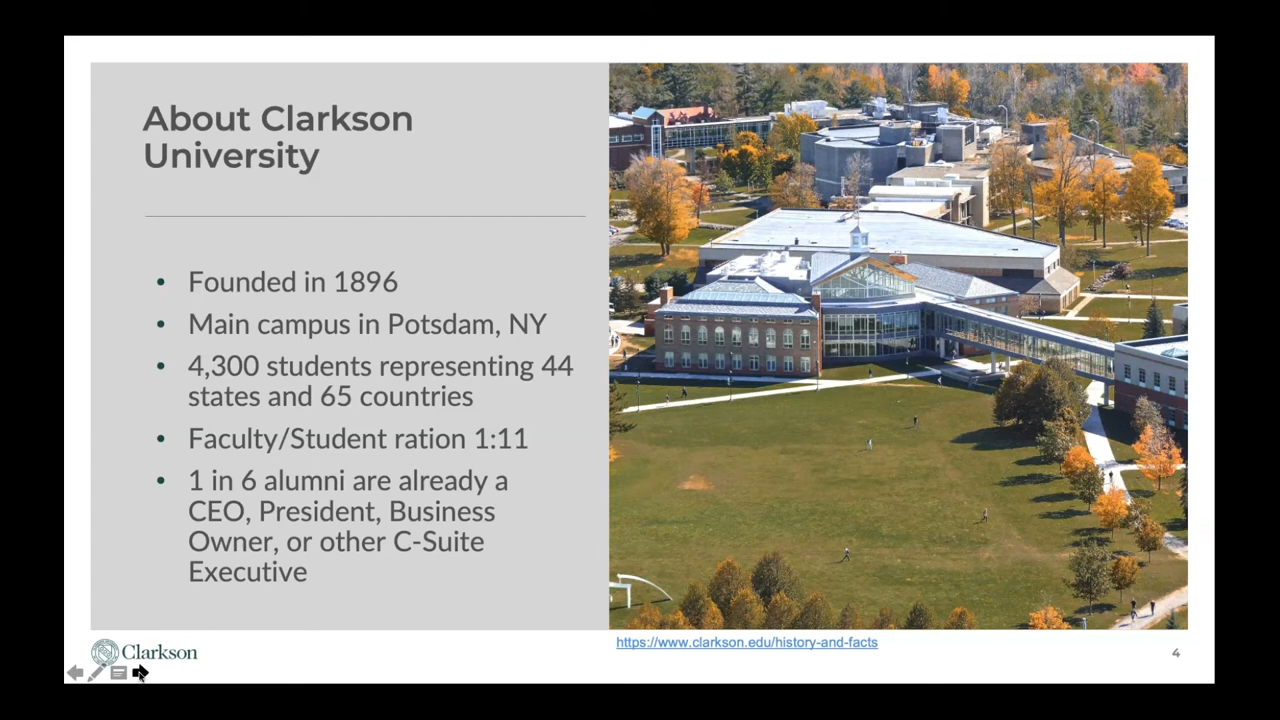 About Clarkson
University
• Founded in 1896
• Main campus in Potsdam, NY
• 4,300 students representing 44
states and 65 countries
• Faculty/Student ration 1:11
• 1 in 6 alumni are already a
CEO, President, Business
Owner, or other C-Suite
Executive
https://www.clarkson.edu/history-and-facts
Clarkson
4